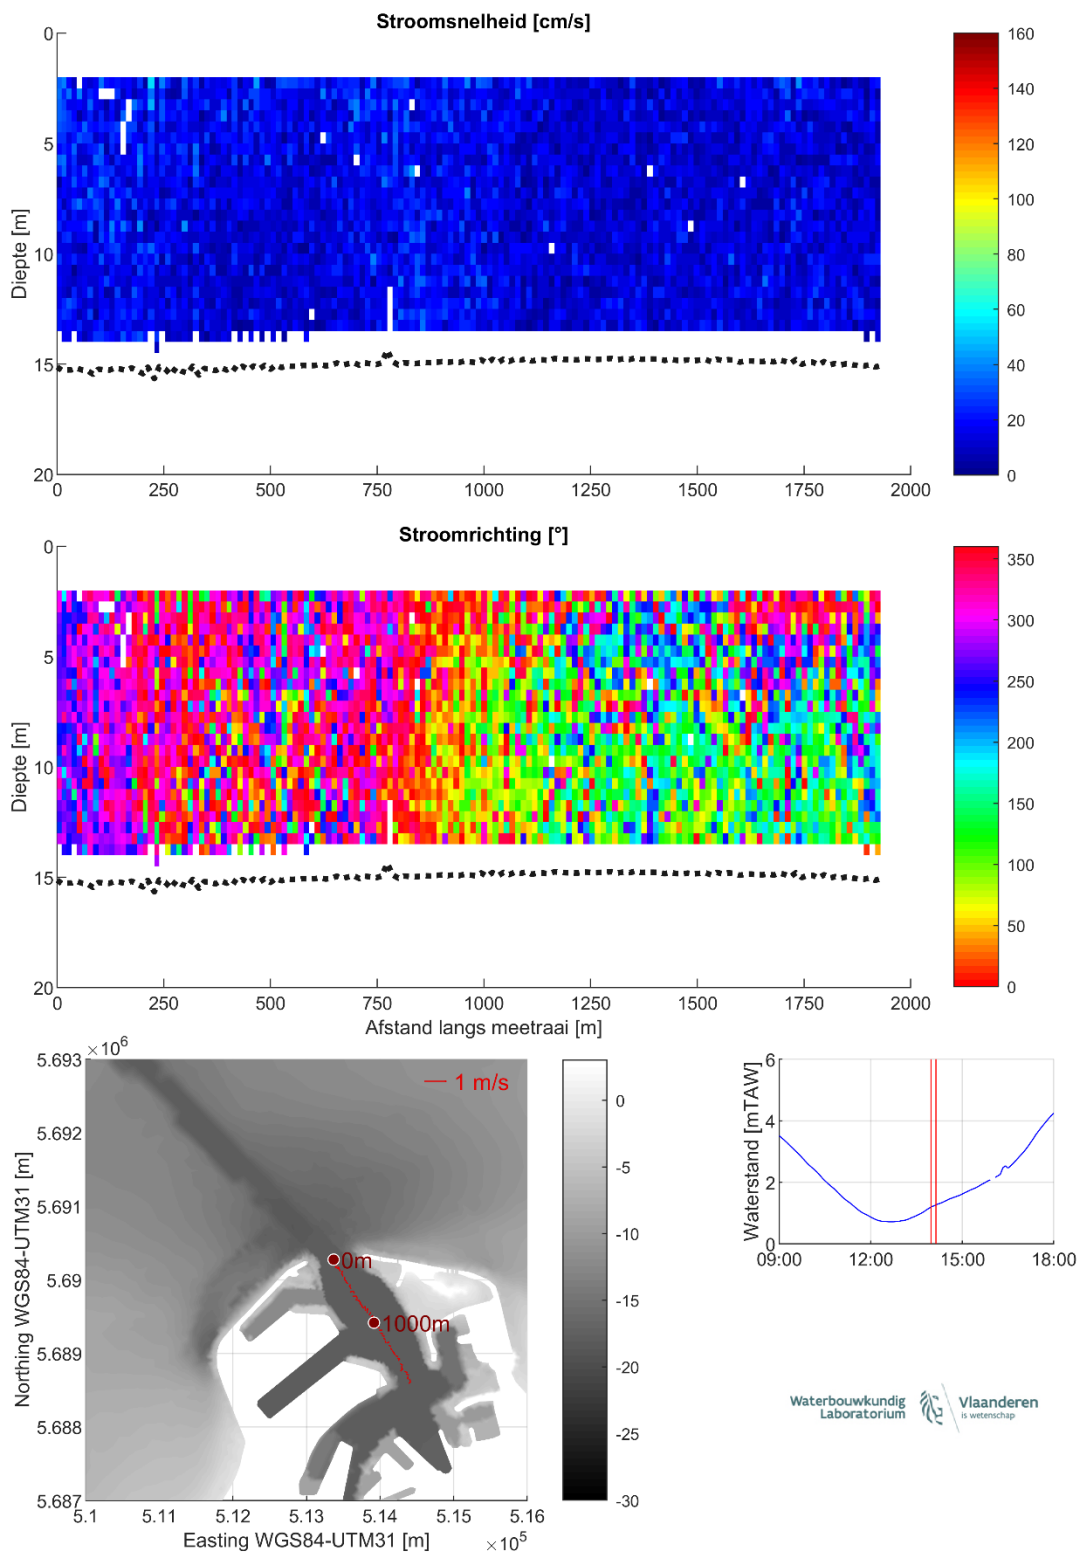 Stroomsnelheid [cm/s]
0
5
10
15
20
Diepte [m]
0 250 500 750 1000 1250 1500 1750 2000
160
140
120
100
80
60
40
20
0
Stroomrichting [°]
0
5
10
15
20
Diepte [m]
0 250 500 750 1000 1250 1500 1750 2000
Afstand langs meetraai [m]
350
300
250
200
150
100
50
0
×10⁶
5.693
5.692
5.691
5.69
5.689
5.688
5.687
Northing WGS84-UTM31 [m]
1 m/s
0m
1000m
5.1 5.12 5.13 5.14 5.15 5.16
Easting WGS84-UTM31 [m]
×10⁵
0
-5
-10
-15
-20
-25
-30
Waterstand [mTAW]
6
4
2
0
09:00 12:00 15:00 18:00
Waterbouwkundig
Laboratorium
Vlaanderen
is wetenschap